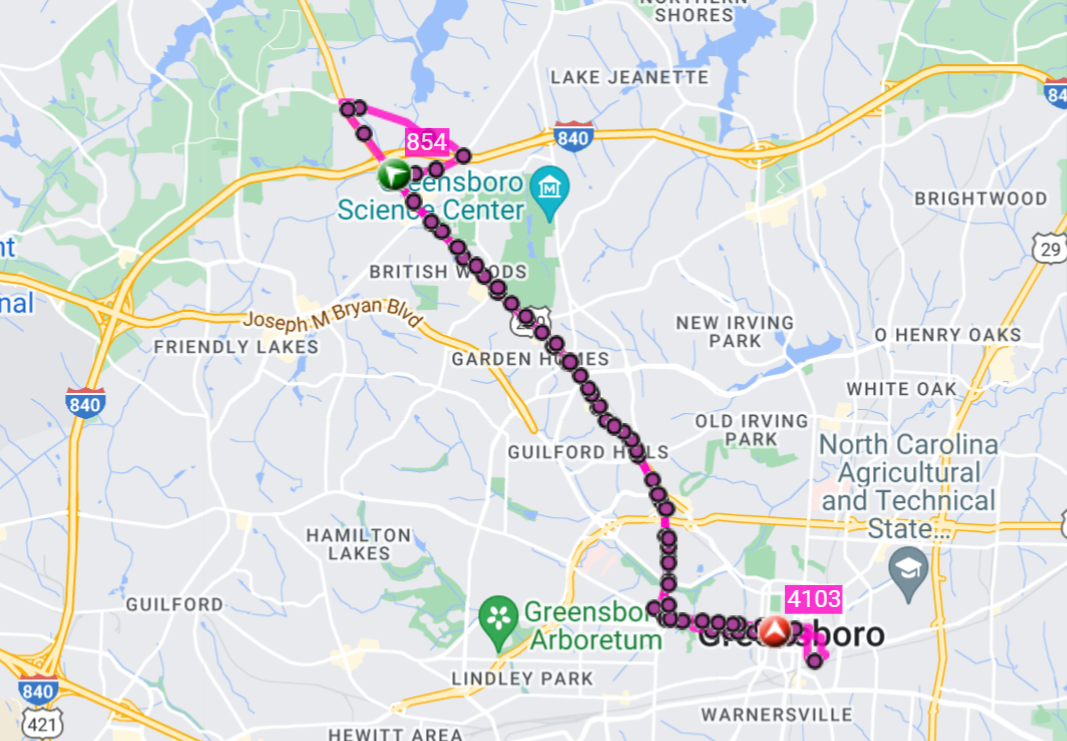 NORTHERN
SHORES
LAKE JEANETTE
840
840
854
Greensboro
Science Center
BRIGHTWOOD
29
nt
BRITISH WOODS
nal
Joseph M Bryan Blvd
NEW IRVING
PARK
O HENRY OAKS
FRIENDLY LAKES
GARDEN HOMES
WHITE OAK
840
OLD IRVING
PARK
GUILFORD HILLS
North Carolina
Agricultural
and Technical
State...
HAMILTON
LAKES
GUILFORD
4103
Greensboro
Arboretum
Greensboro
LINDLEY PARK
840
421
WARNERSVILLE
HEWITT AREA